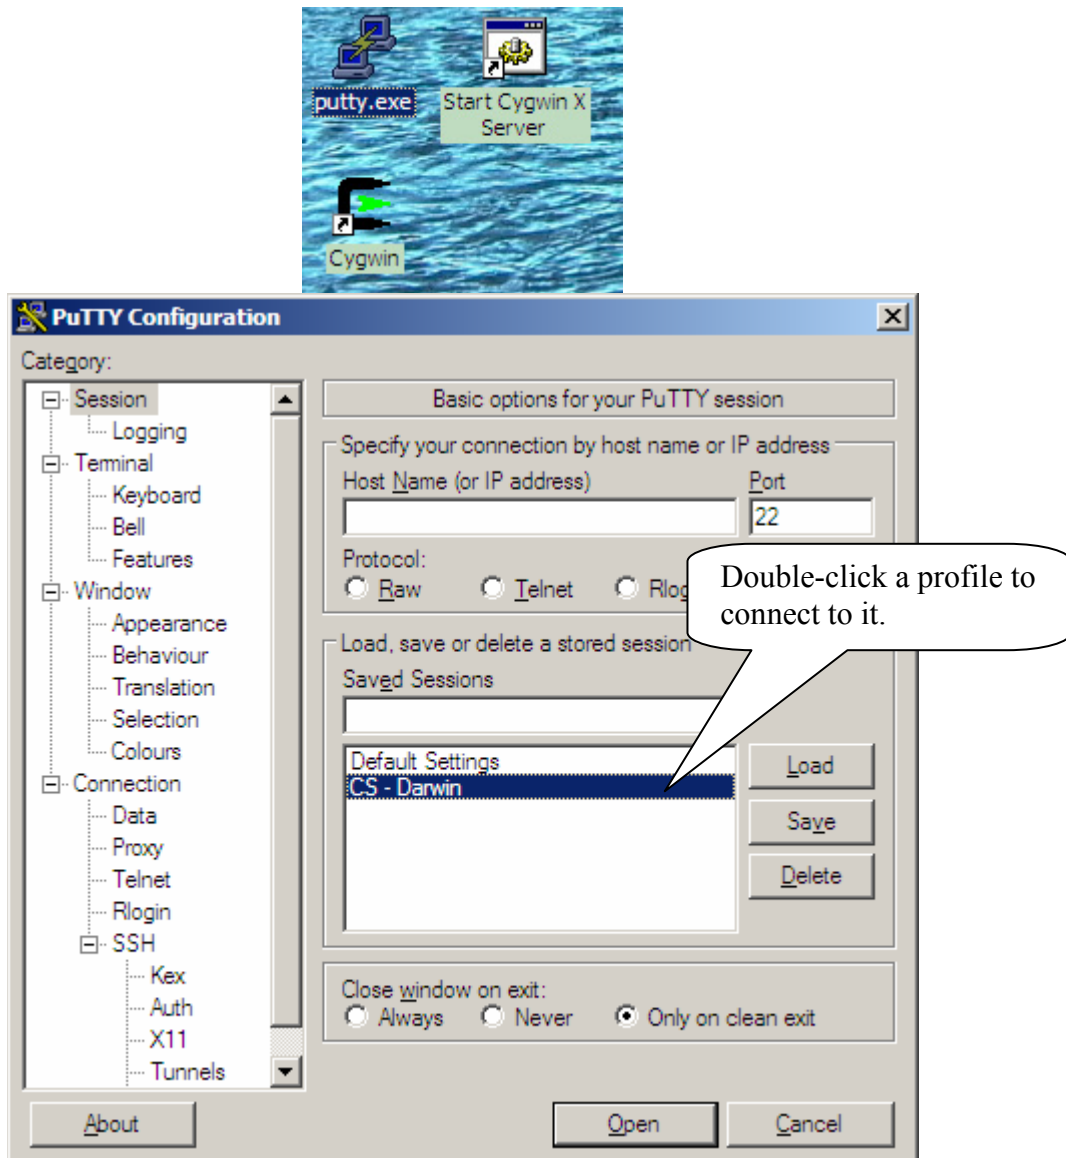 putty.exe
Start Cygwin X
Server
Cygwin
PuTTY Configuration
Category:
Session
Logging
Terminal
Keyboard
Bell
Features
Window
Appearance
Behaviour
Translation
Selection
Colours
Connection
Data
Proxy
Telnet
Rlogin
SSH
Kex
Auth
X11
Tunnels
Basic options for your PuTTY session
Specify your connection by host name or IP address
Host Name (or IP address) Port
22
Protocol:
Raw Telnet Rlog
Double-click a profile to
connect to it.
Load, save or delete a stored session
Saved Sessions
Default Settings
CS - Darwin
Load
Save
Delete
Close window on exit:
Always Never Only on clean exit
About Open Cancel